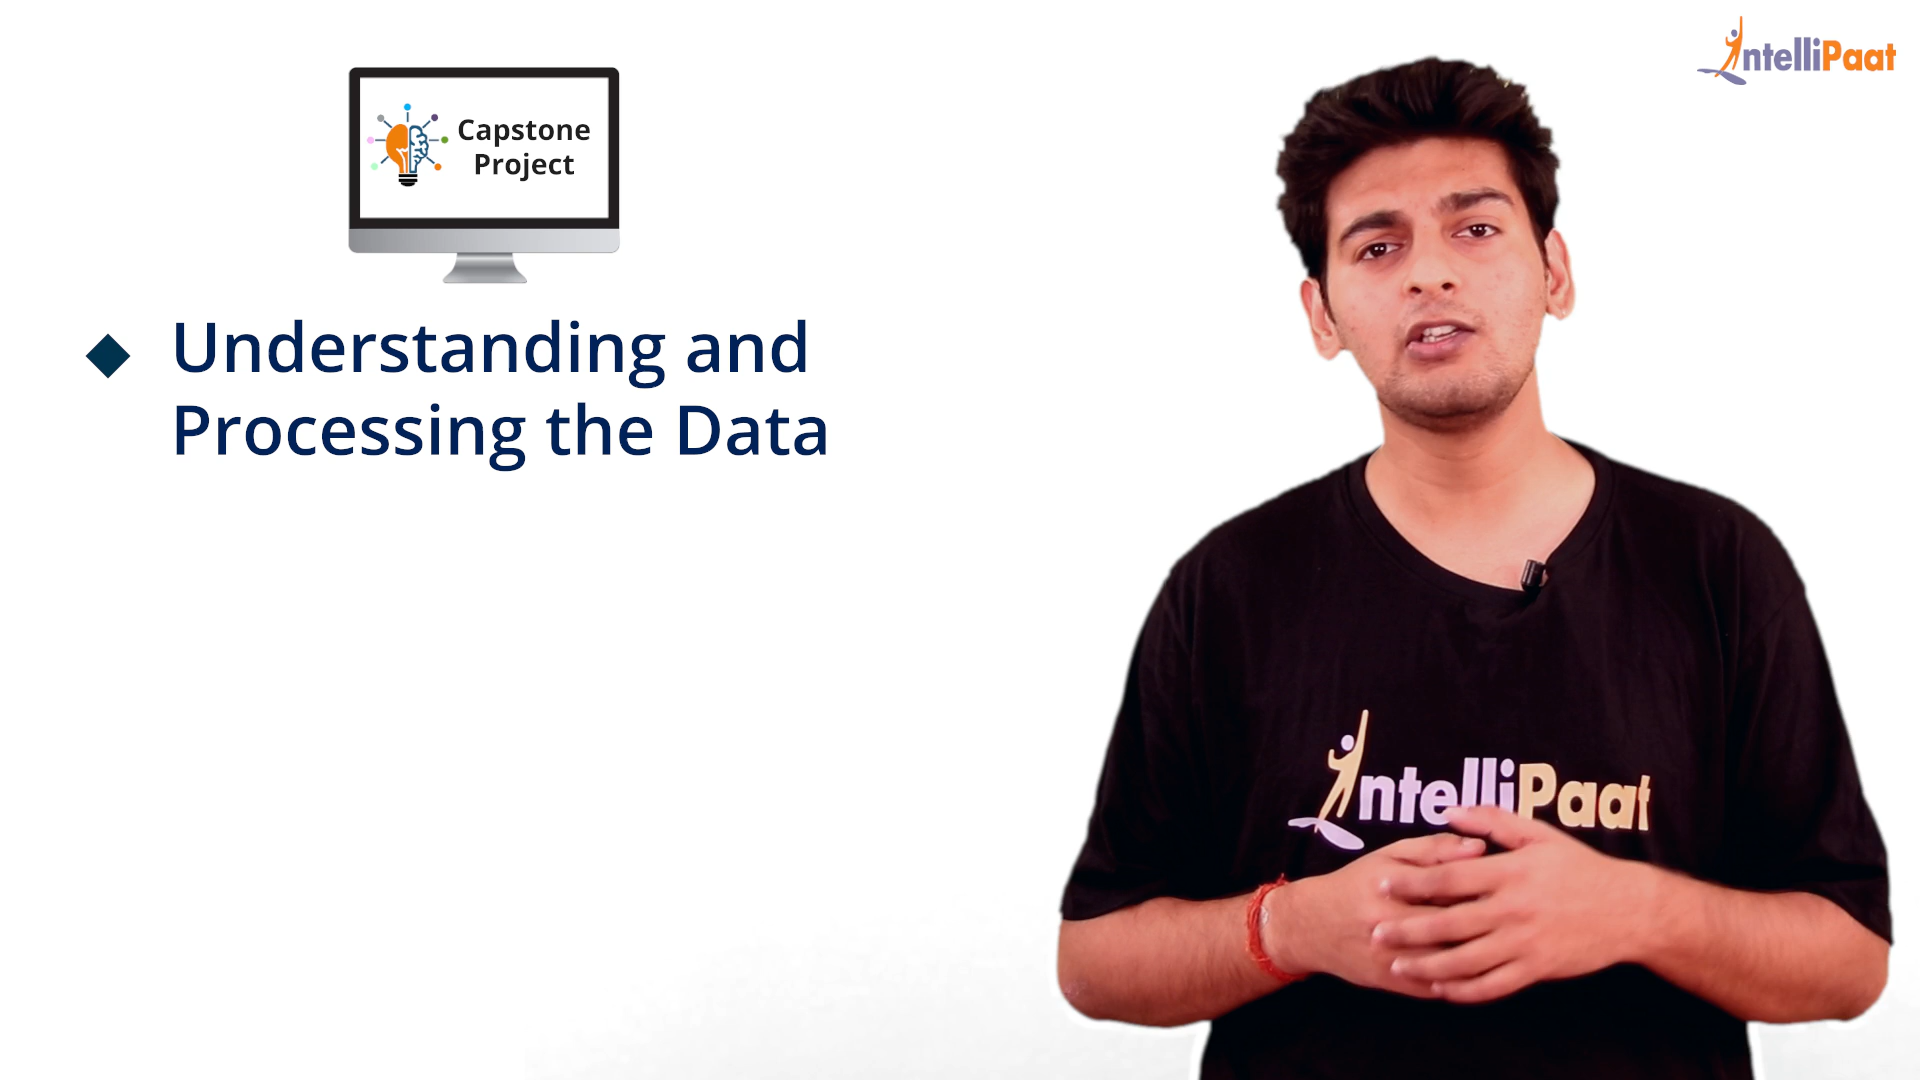 Capstone
Project
IntelliPaat
Understanding and
Processing the Data
IntelliPaat